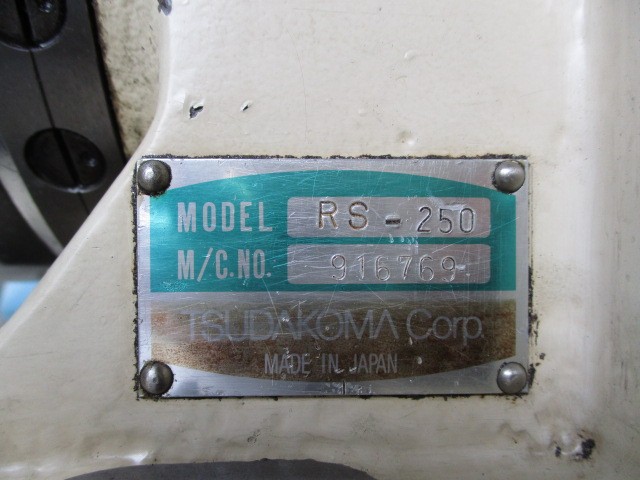 MODEL RS-250
M/C.NO. 916769
TSUDAKOMA Corp.
MADE IN JAPAN